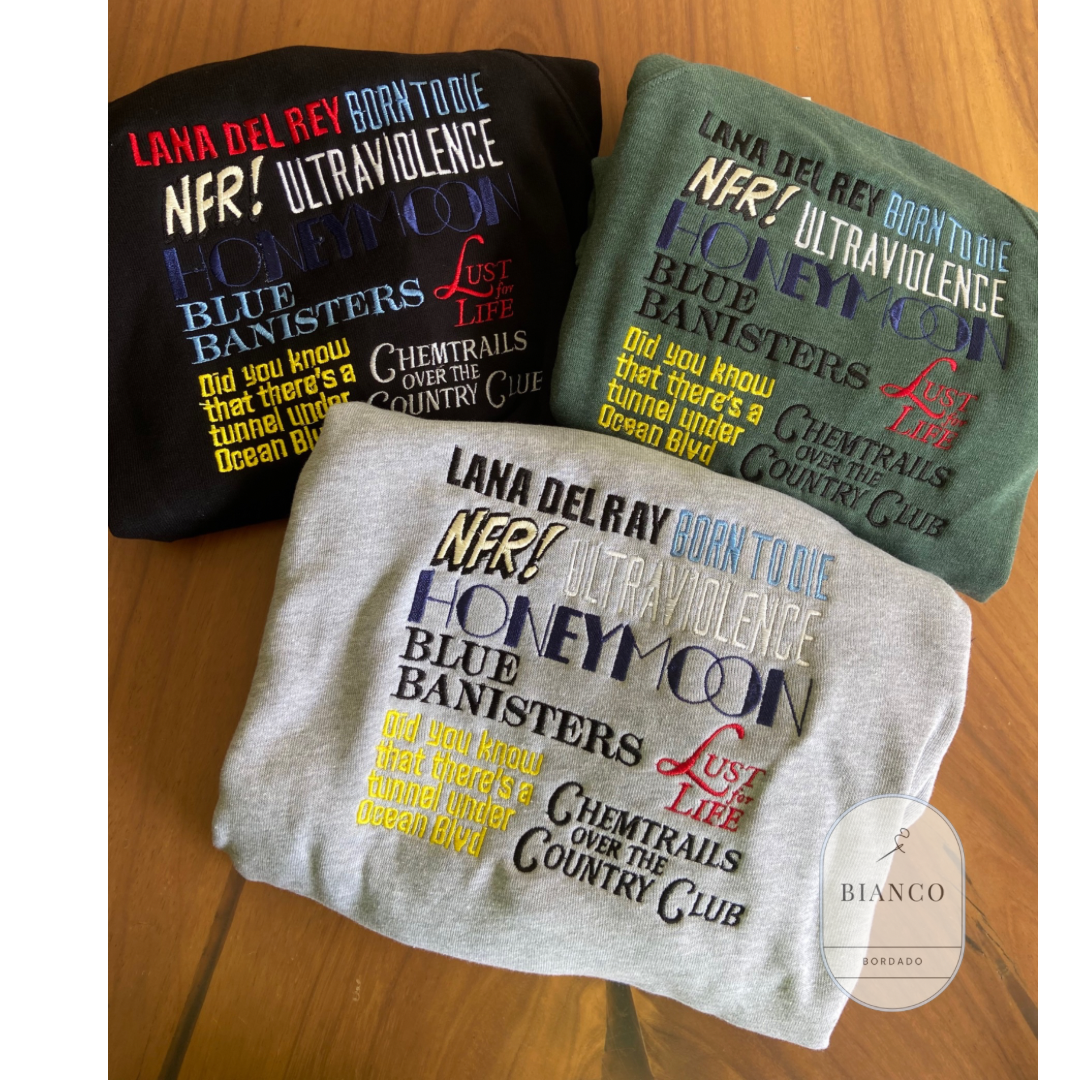 LANA DEL REY BORN TO DIE
NFR! ULTRAVIOLENCE
HONEYMOON
BLUE
BANISTERS
LUST
for
LIFE
Did you know
that there's a
tunnel under
Ocean Blvd
CHEMTRAILS
OVER THE
COUNTRY CLUB
LANA DEL REY BORN TO DIE
NFR! ULTRAVIOLENCE
HONEYMOON
BLUE
BANISTERS
LUST
for
LIFE
Did you know
that there's a
tunnel under
Ocean Blvd
CHEMTRAILS
OVER THE
COUNTRY CLUB
LANA DEL RAY BORN TO DIE
NFR! ULTRAVIOLENCE
HONEYMOON
BLUE
BANISTERS
LUST
for
LIFE
Did you know
that there's a
tunnel under
Ocean Blvd
CHEMTRAILS
OVER THE
COUNTRY CLUB
BIANCO
BORDADO